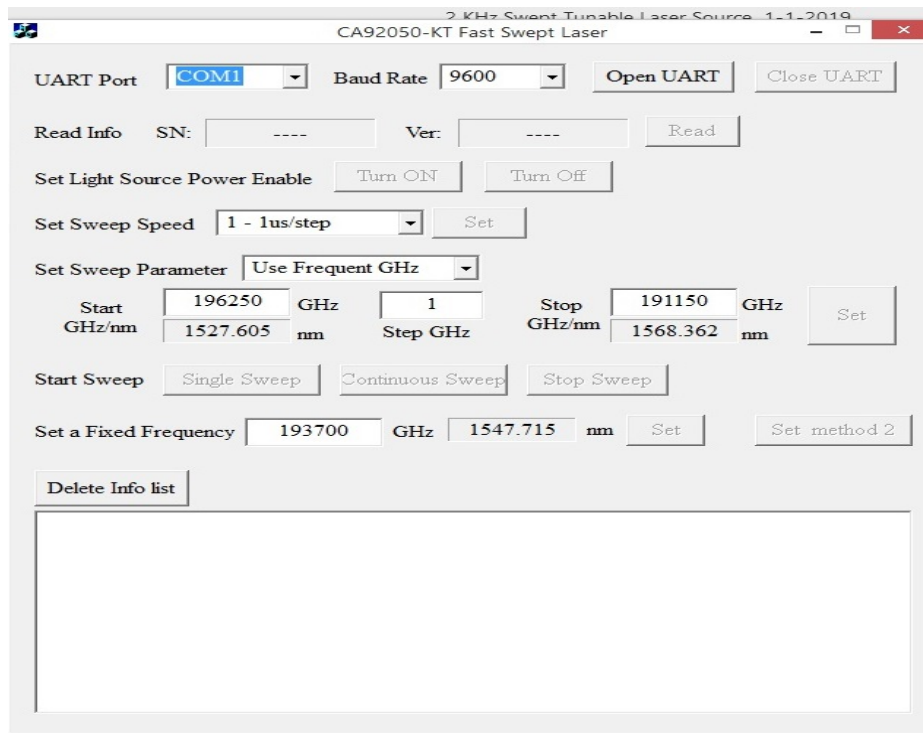 2 KHz Swept Tunable Laser Source 1-1-2019
CA92050-KT Fast Swept Laser
UART Port COM1 Baud Rate 9600 Open UART Close UART
Read Info SN: ---- Ver: ---- Read
Set Light Source Power Enable Turn ON Turn Off
Set Sweep Speed 1 - 1us/step Set
Set Sweep Parameter Use Frequent GHz
Start GHz/nm 196250 GHz 1 Stop GHz/nm 191150 GHz Set
1527.605 nm Step GHz 1568.362 nm
Start Sweep Single Sweep Continuous Sweep Stop Sweep
Set a Fixed Frequency 193700 GHz 1547.715 nm Set Set method 2
Delete Info list